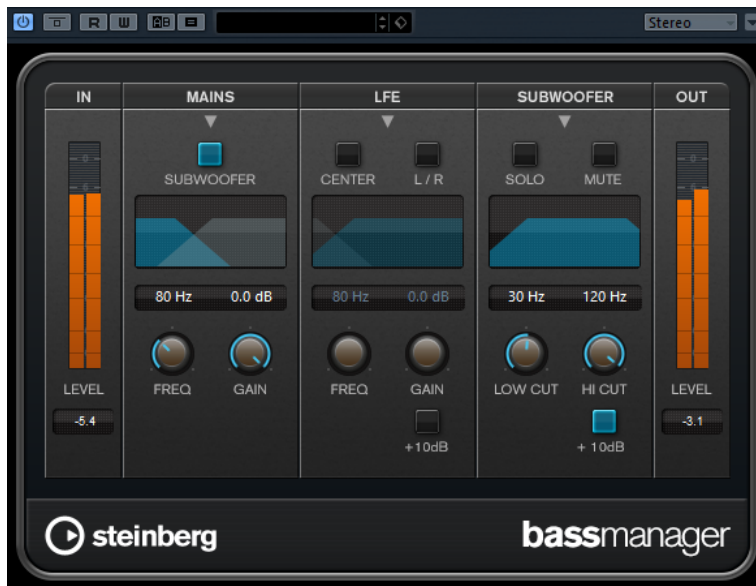 R W AB Stereo
IN MAINS LFE SUBWOOFER OUT
SUBWOOFER CENTER L / R SOLO MUTE
80 Hz 0.0 dB 80 Hz 0.0 dB 30 Hz 120 Hz
LEVEL FREQ GAIN FREQ GAIN LOW CUT HI CUT LEVEL
-5.4 -3.1
+10dB + 10dB
steinberg bassmanager